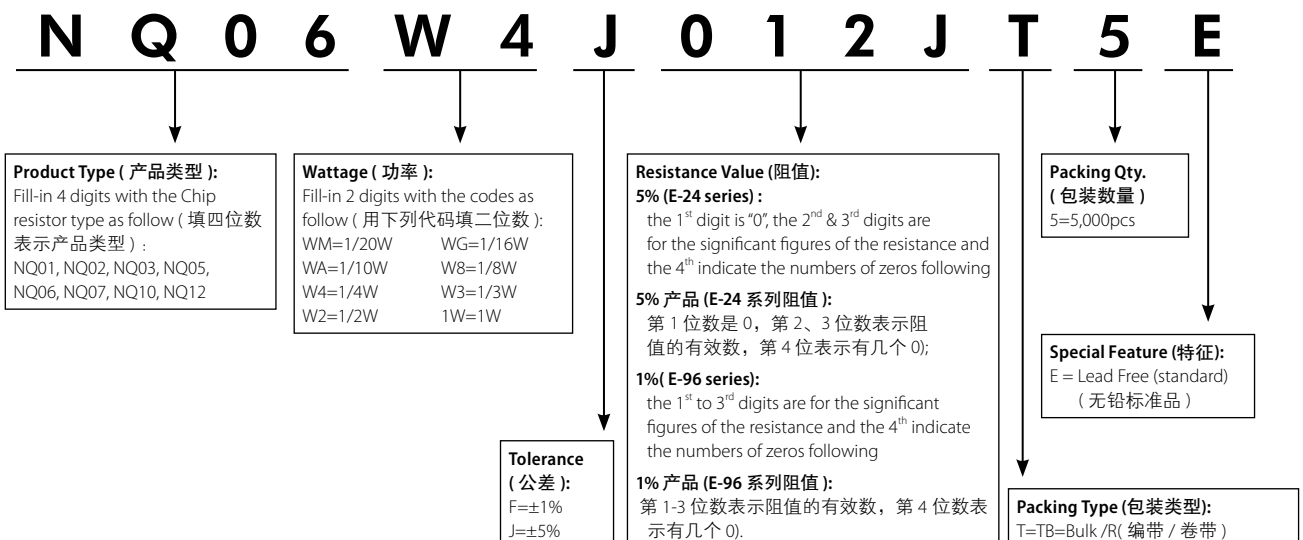 NQ06W4J012JT5E
Product Type ( 产品类型 ):
Fill-in 4 digits with the Chip
resistor type as follow ( 填四位数
表示产品类型 ) :
NQ01, NQ02, NQ03, NQ05,
NQ06, NQ07, NQ10, NQ12
Wattage ( 功率 ):
Fill-in 2 digits with the codes as
follow ( 用下列代码填二位数 ):
WM=1/20W WG=1/16W
WA=1/10W W8=1/8W
W4=1/4W W3=1/3W
W2=1/2W 1W=1W
Tolerance
( 公差 ):
F=±1%
J=±5%
Resistance Value (阻值):
5% (E-24 series) :
the 1st digit is "0", the 2nd & 3rd digits are
for the significant figures of the resistance and
the 4th indicate the numbers of zeros following
5% 产品 (E-24 系列阻值 ):
第 1 位数是 0，第 2、3 位数表示阻
值的有效数，第 4 位表示有几个 0);
1%( E-96 series):
the 1st to 3rd digits are for the significant
figures of the resistance and the 4th indicate
the numbers of zeros following
1% 产品 (E-96 系列阻值 ):
第 1-3 位数表示阻值的有效数，第 4 位数表
示有几个 0).
Packing Qty.
( 包装数量 )
5=5,000pcs
Special Feature (特征):
E = Lead Free (standard)
( 无铅标准品 )
Packing Type (包装类型):
T=TB=Bulk /R( 编带 / 卷带 )